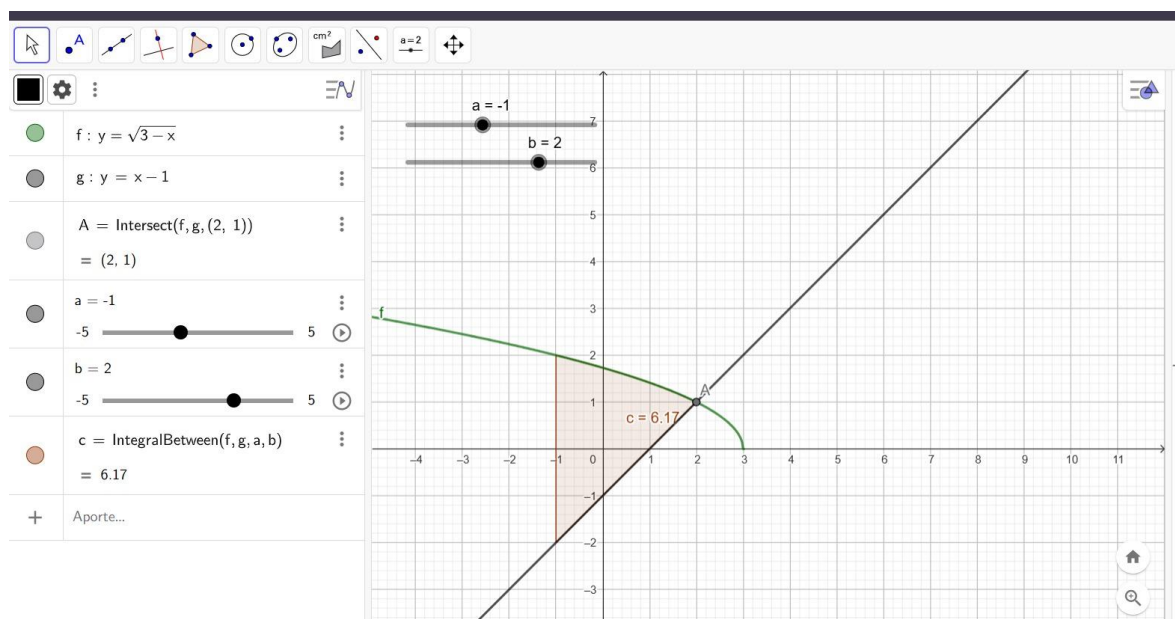 A
cm²
a=2
f : y = √3 − x
g : y = x − 1
A = Intersect(f, g, (2, 1))
= (2, 1)
a = -1
-5
5
b = 2
-5
5
c = IntegralBetween(f, g, a, b)
= 6.17
Aporte...
a = -1
b = 2
f
A
c = 6.17
7
6
5
4
3
2
1
−1
−2
−3
−4
−3
−2
−1
0
1
2
3
4
5
6
7
8
9
10
11